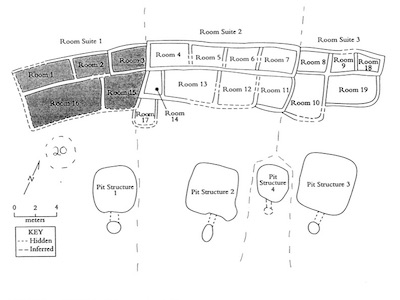 Room Suite 1
Room Suite 2
Room Suite 3
Room 1
Room 2
Room 3
Room 4
Room 5
Room 6
Room 7
Room 8
Room 9
Room 18
Room 16
Room 15
Room 13
Room 12
Room 11
Room 10
Room 19
Room 17
Room 14
20
N
Pit Structure 1
Pit Structure 2
Pit Structure 4
Pit Structure 3
0 2 4
meters
KEY
Hidden
Inferred